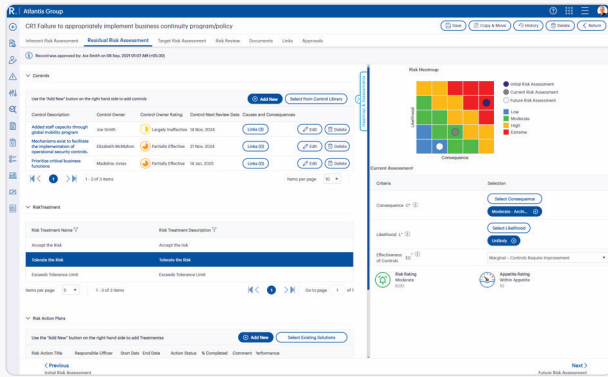 R. Atlantis Group
CR1 Failure to appropriately implement business continuity program/policy
Save
Copy & Move
History
Delete
Return
Inherent Risk Assessment
Residual Risk Assessment
Target Risk Assessment
Risk Review
Documents
Links
Approvals
Record was approved by: Joe Smith on 08 Sep, 2021 01:07 AM (+05:30)
Controls
Use the "Add New" button on the right hand side to add controls
Add New
Select From Control Library
Control Description Control Owner Control Owner Rating Control Next Review Date Causes and Consequences
Added staff capacity through global mobility program
Joe Smith Largely Ineffective 14 Nov, 2024 Links (3) Edit Delete
Mechanisms exist to facilitate the implementation of operational security controls.
Elizabeth McMahon Partially Effective 21 Nov, 2024 Links (0) Edit Delete
Prioritize critical business functions
Madeline Jones Partially Effective 14 Jan, 2025 Links (0) Edit Delete
1 1 - 3 of 3 items
Items per page 10
RiskTreatment
Risk Treatment Name Risk Treatment Description
Accept the Risk Accept the risk
Tolerate the Risk Tolerate the Risk
Exceeds Tolerance Limit Exceeds Tolerance Limit
Items per page 5 1 - 3 of 3 items 1 Go to page 1 of 1
Risk Action Plans
Use the "Add New" button on the right hand side to add Treatments
Add New
Select Existing Solutions
Risk Action Title Responsible Officer Start Date End Date Action Status % Completed Comment Performance
Risk Heatmap
Likelihood
Consequence
Initial Risk Assessment
Current Risk Assessment
Future Risk Assessment
Low
Moderate
High
Extreme
Current Assessment
Criteria Selection
Consequence C*
Select Consequence
Moderate - Archi...
Likelihood L*
Select Likelihood
Unlikely
Effectiveness of Controls EC*
Marginal – Controls Require Improvement
Risk Rating
Moderate
Appetite Rating
Within Appetite
< Previous
Initial Risk Assessment
Next >
Future Risk Assessment